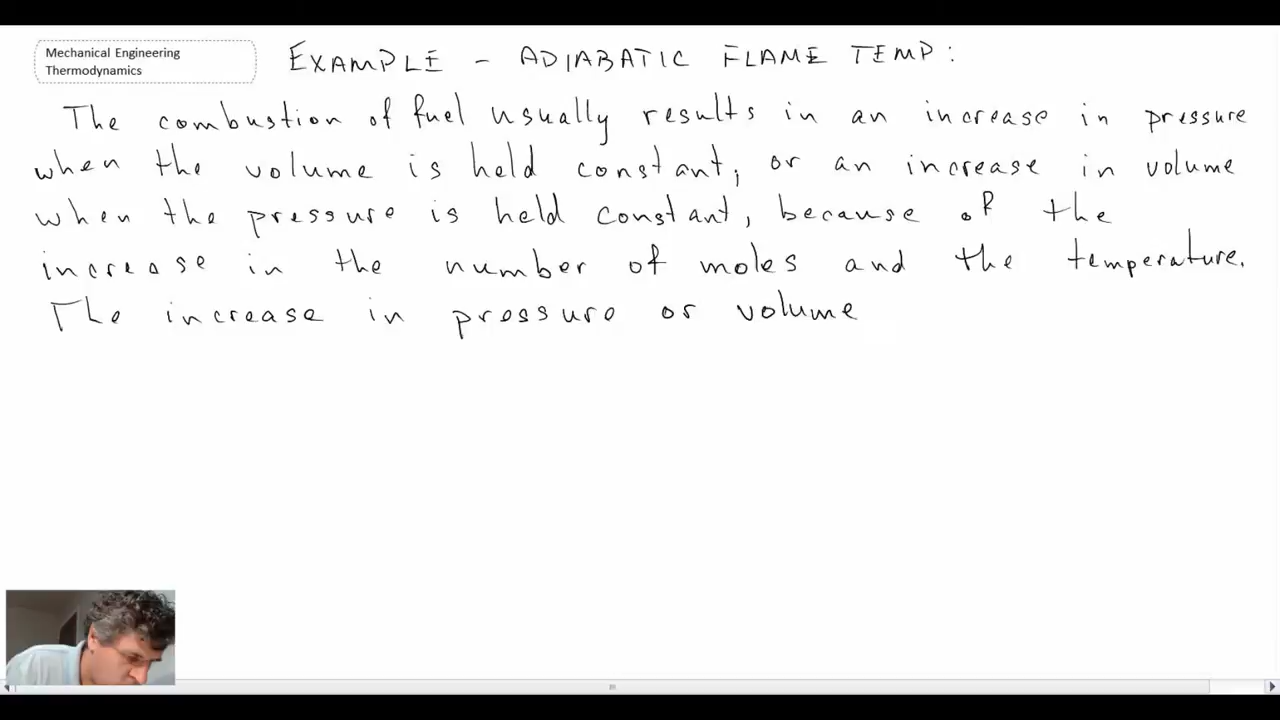 Mechanical Engineering
Thermodynamics
EXAMPLE - ADIABATIC FLAME TEMP:
The combustion of fuel usually results in an increase in pressure
when the volume is held constant, or an increase in volume
when the pressure is held constant, because of the
increase in the number of moles and the temperature.
The increase in pressure or volume